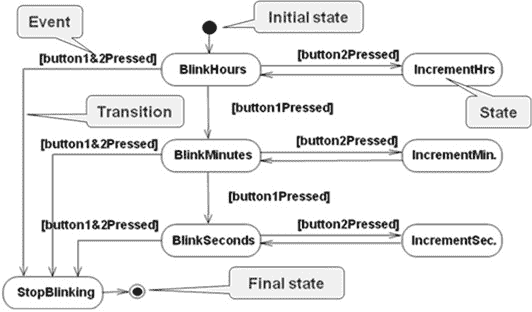 Event
Initial state
[button1&2Pressed]
[button2Pressed]
BlinkHours
IncrementHrs
Transition
[button1Pressed]
State
[button1&2Pressed]
[button2Pressed]
BlinkMinutes
IncrementMin.
[button1Pressed]
[button1&2Pressed]
[button2Pressed]
BlinkSeconds
IncrementSec.
StopBlinking
Final state